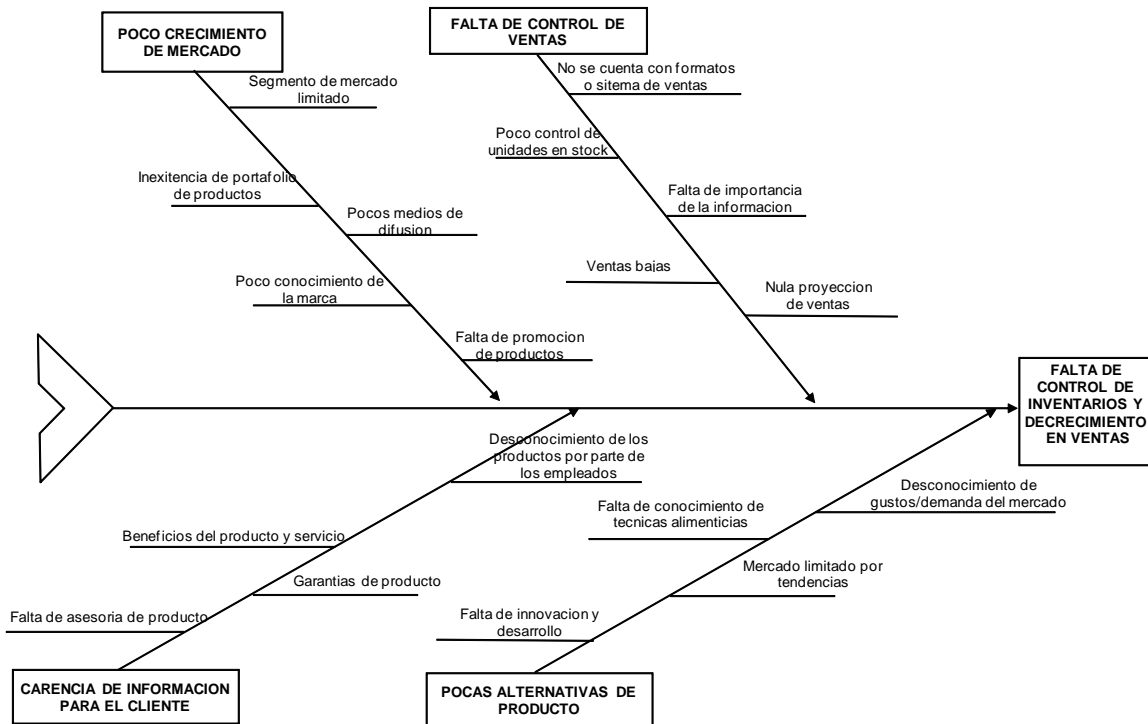 POCO CRECIMIENTO
DE MERCADO
FALTA DE CONTROL DE
VENTAS
Segmento de mercado
limitado
No se cuenta con formatos
o sitema de ventas
Poco control de
unidades en stock
Inexitencia de portafolio
de productos
Falta de importancia
de la informacion
Pocos medios de
difusion
Ventas bajas
Poco conocimiento de
la marca
Nula proyeccion
de ventas
Falta de promocion
de productos
FALTA DE
CONTROL DE
INVENTARIOS Y
DECRECIMIENTO
EN VENTAS
Desconocimiento de los
productos por parte de
los empleados
Desconocimiento de
gustos/demanda del mercado
Falta de conocimiento de
tecnicas alimenticias
Beneficios del producto y servicio
Mercado limitado por
tendencias
Garantias de producto
Falta de asesoria de producto
Falta de innovacion y
desarrollo
CARENCIA DE INFORMACION
PARA EL CLIENTE
POCAS ALTERNATIVAS DE
PRODUCTO